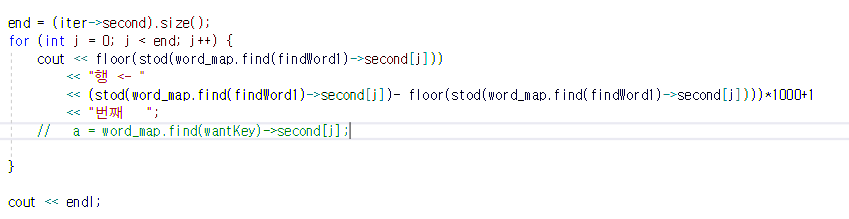 end = (iter->second).size();
for (int j = 0; j < end; j++) {
cout << floor(stod(word_map.find(findWord1)->second[j]))
<< "행 <- "
<< (stod(word_map.find(findWord1)->second[j])- floor(stod(word_map.find(findWord1)->second[j])))*1000+1
<< "번째   ";
//   a = word_map.find(wantKey)->second[j];
}
cout << endl;